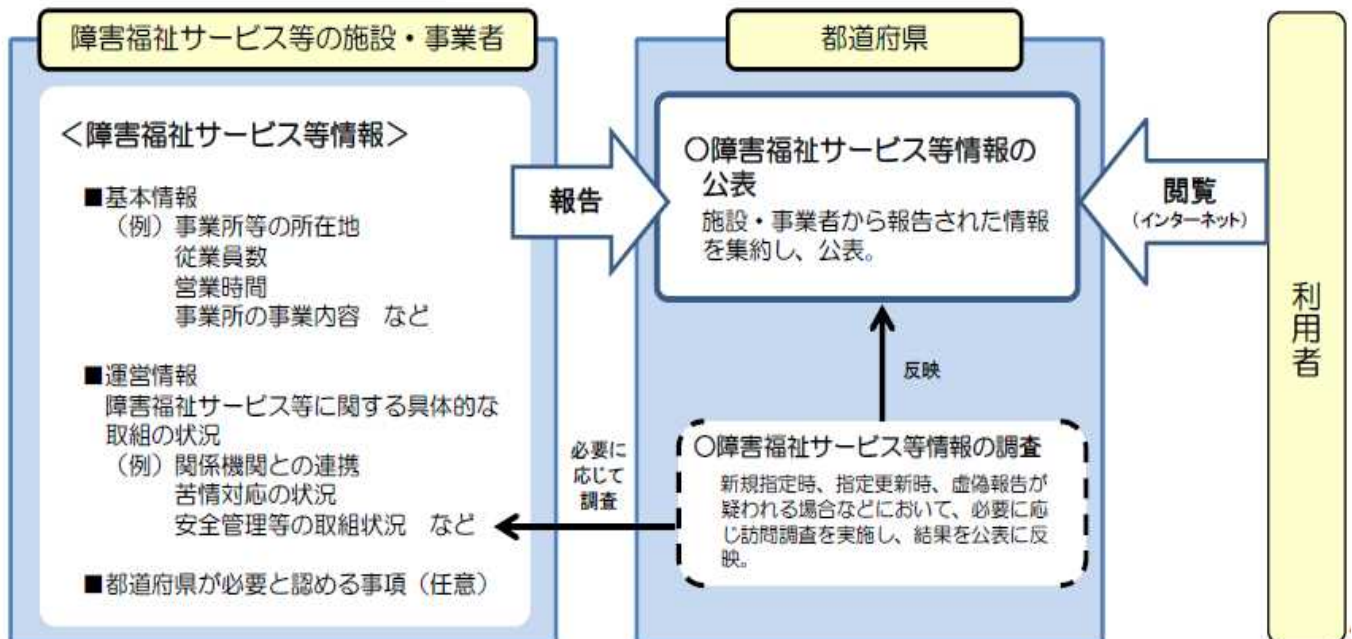 障害福祉サービス等の施設・事業者
＜障害福祉サービス等情報＞
■基本情報
（例）事業所等の所在地
従業員数
営業時間
事業所の事業内容　など
■運営情報
障害福祉サービス等に関する具体的な
取組の状況
（例）関係機関との連携
苦情対応の状況
安全管理等の取組状況　など
■都道府県が必要と認める事項（任意）
報告
必要に
応じて
調査
都道府県
〇障害福祉サービス等情報の
公表
施設・事業者から報告された情報
を集約し、公表。
反映
〇障害福祉サービス等情報の調査
新規指定時、指定更新時、虚偽報告が
疑われる場合などにおいて、必要に応
じ訪問調査を実施し、結果を公表に反
映。
閲覧
（インターネット）
利用者